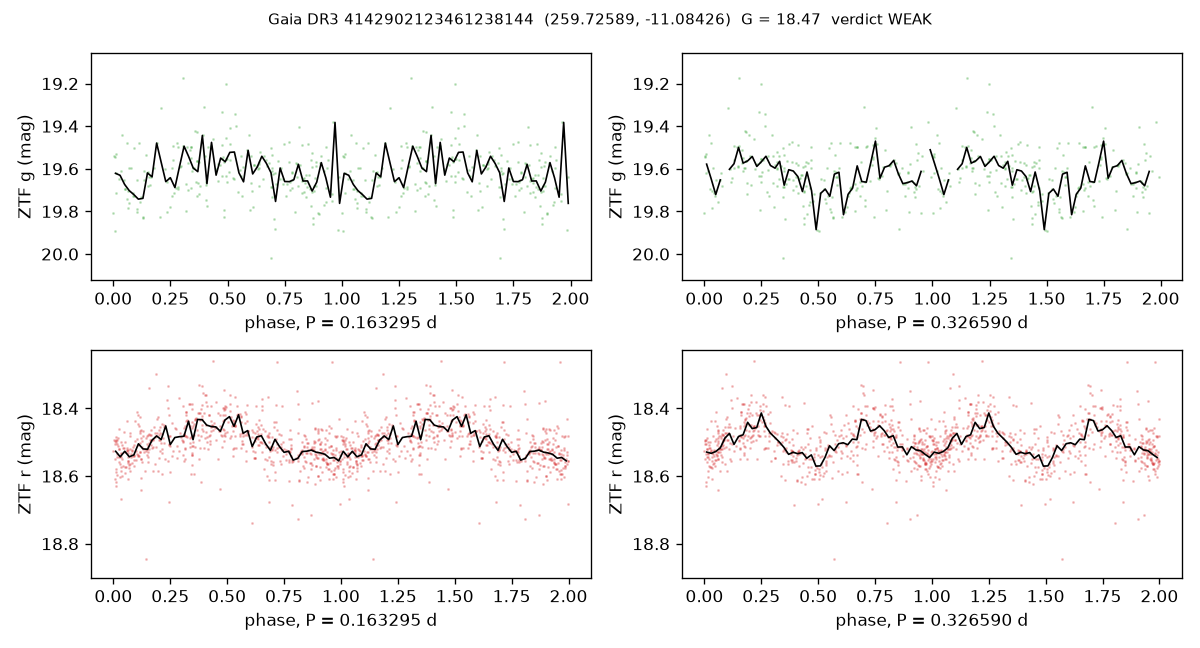 Gaia DR3 4142902123461238144  (259.72589, -11.08426)  G = 18.47  verdict WEAK
ZTF g (mag)
19.2
19.4
19.6
19.8
20.0
0.00 0.25 0.50 0.75 1.00 1.25 1.50 1.75 2.00
phase, P = 0.163295 d
ZTF g (mag)
19.2
19.4
19.6
19.8
20.0
0.00 0.25 0.50 0.75 1.00 1.25 1.50 1.75 2.00
phase, P = 0.326590 d
ZTF r (mag)
18.4
18.6
18.8
0.00 0.25 0.50 0.75 1.00 1.25 1.50 1.75 2.00
phase, P = 0.163295 d
ZTF r (mag)
18.4
18.6
18.8
0.00 0.25 0.50 0.75 1.00 1.25 1.50 1.75 2.00
phase, P = 0.326590 d